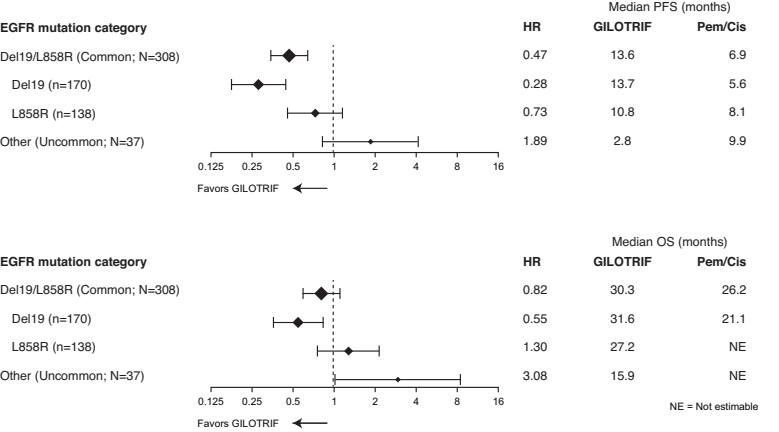 Median PFS (months)
EGFR mutation category HR GILOTRIF Pem/Cis
Del19/L858R (Common; N=308) 0.47 13.6 6.9
Del19 (n=170) 0.28 13.7 5.6
L858R (n=138) 0.73 10.8 8.1
Other (Uncommon; N=37) 1.89 2.8 9.9
0.125 0.25 0.5 1 2 4 8 16
Favors GILOTRIF
Median OS (months)
EGFR mutation category HR GILOTRIF Pem/Cis
Del19/L858R (Common; N=308) 0.82 30.3 26.2
Del19 (n=170) 0.55 31.6 21.1
L858R (n=138) 1.30 27.2 NE
Other (Uncommon; N=37) 3.08 15.9 NE
0.125 0.25 0.5 1 2 4 8 16
NE = Not estimable
Favors GILOTRIF